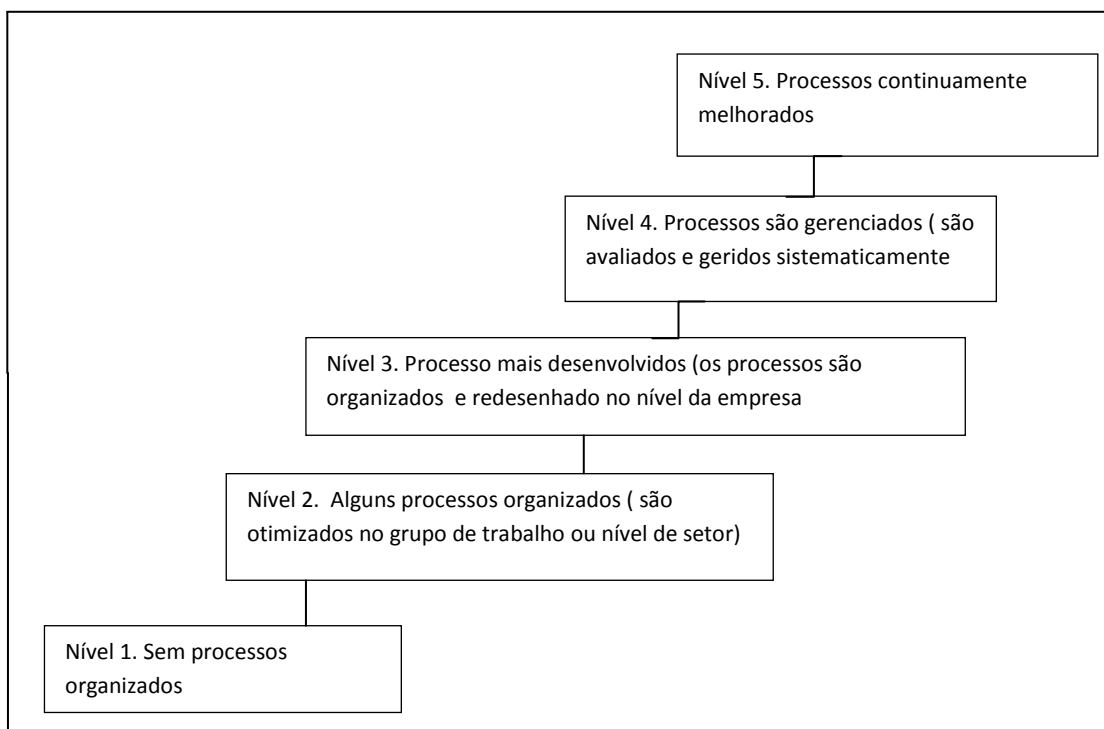 Nível 5. Processos continuamente
melhorados
Nível 4. Processos são gerenciados ( são
avaliados e geridos sistematicamente
Nível 3. Processo mais desenvolvidos (os processos são
organizados e redesenhado no nível da empresa
Nível 2. Alguns processos organizados ( são
otimizados no grupo de trabalho ou nível de setor)
Nível 1. Sem processos
organizados